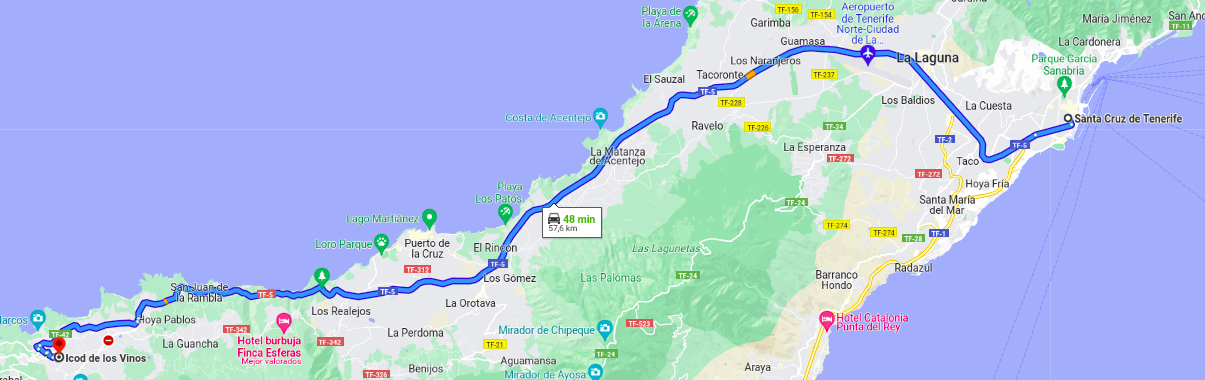 Playa de
la Arena
TF-156
TF-154
Garimba
Guamasa
Aeropuerto
de Tenerife
Norte-Ciudad
de La...
María Jiménez
San An
TF-11
La Cardonera
Parque García
Sanabria
La Laguna
Los Naranjeros
Tacoronte
TF-237
El Sauzal
TF-5
TF-228
Los Baldíos
La Cuesta
Santa Cruz de Tenerife
Costa de Acentejo
Ravelo
TF-226
TF-24
TF-2
TF-5
La Esperanza
TF-272
La Matanza
de Acentejo
Taco
TF-272
Hoya Fría
Playa
Los Patos
48 min
57,6 km
TF-24
Santa María
del Mar
Lago Martiánez
TF-274
TF-274
TF-28
TF-1
Loro Parque
Puerto de
la Cruz
El Rincón
Las Lagunetas
TF-312
TF-5
Radazul
Los Gómez
Las Palomas
TF-24
Barranco
Hondo
San Juan de
la Rambla
TF-5
TF-5
La Orotava
Los Realejos
arcos
Hoya Pablos
TF-42
TF-342
Hotel burbuja
Finca Esferas
Mejor valorados
La Guancha
TF-342
La Perdoma
TF-21
Mirador de Chipeque
TF-523
Hotel Catalonia
Punta del Rey
Icod de los Vinos
Aguamansa
TF-24
Benijos
TF-326
Mirador de Ayosa
Araya